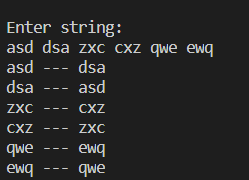 Enter string:
asd dsa zxc cxz qwe ewq
asd --- dsa
dsa --- asd
zxc --- cxz
cxz --- zxc
qwe --- ewq
ewq --- qwe